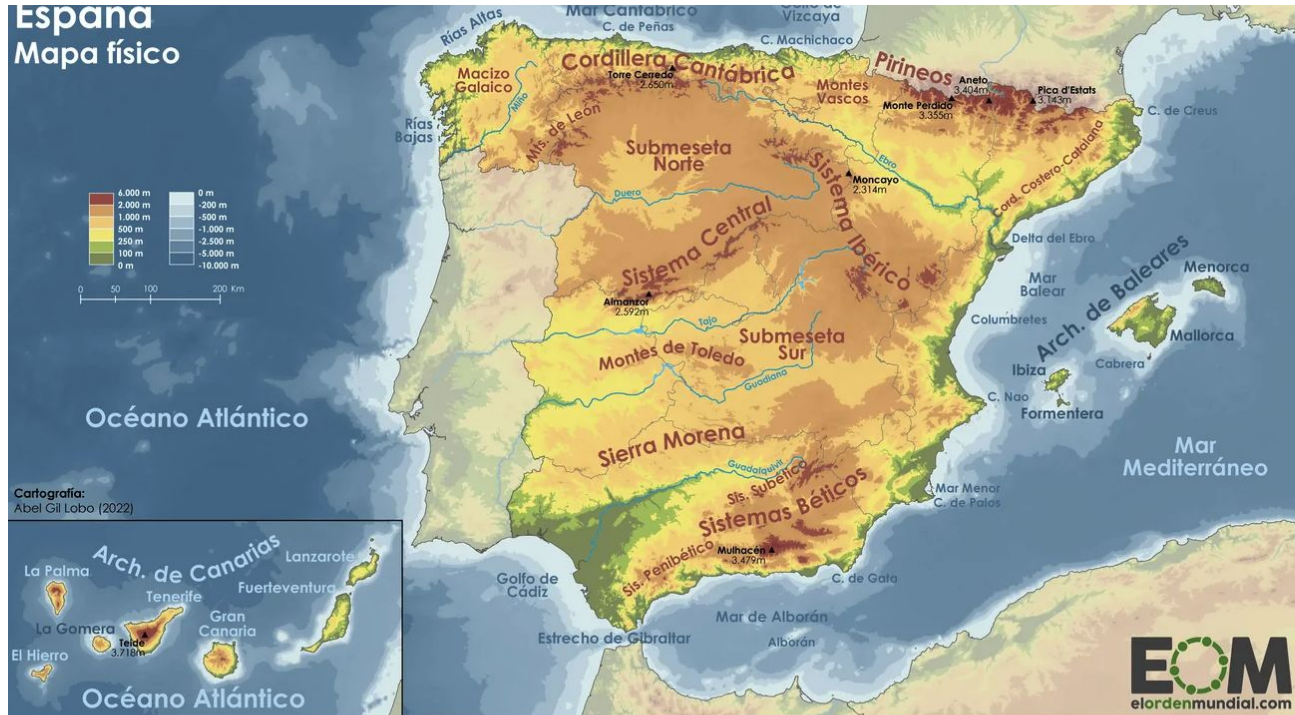 España
Mapa físico
Rías Altas
Mar Cantábrico
C. de Peñas
Golfo de
Vizcaya
C. Machichaco
Macizo
Galaico
Cordillera Cantábrica
Torre Cerredo
2.650m
Montes
Vascos
Pirineos
Aneto
3.404m
Monte Perdido
3.355m
Pica d'Estats
3.143m
C. de Creus
Miño
Rías
Bajas
Mts. de León
Submeseta
Norte
Ebro
Sistema Ibérico
Moncayo
2.314m
Cord. Costero-Catalana
Duero
6.000 m
2.000 m
1.000 m
500 m
250 m
100 m
0 m
0 m
-200 m
-500 m
-1.000 m
-2.500 m
-5.000 m
-10.000 m
0 50 100 200 Km
Sistema Central
Almanzor
2.592m
Delta del Ebro
Mar
Balear
Columbretes
Arch. de Baleares
Menorca
Mallorca
Cabrera
Ibiza
Formentera
C. Nao
Tajo
Submeseta
Sur
Montes de Toledo
Guadiana
Océano Atlántico
Sierra Morena
Guadalquivir
Mar
Mediterráneo
Sis. Subético
Sistemas Béticos
Mar Menor
C. de Palos
Mulhacén
3.479m
Sis. Penibético
C. de Gata
Golfo de
Cádiz
Mar de Alborán
Estrecho de Gibraltar
Alborán
Cartografía:
Abel Gil Lobo (2022)
Arch. de Canarias
Lanzarote
La Palma
Fuerteventura
Tenerife
La Gomera
Teide
3.718m
Gran
Canaria
El Hierro
Océano Atlántico
EOM
elordenmundial.com